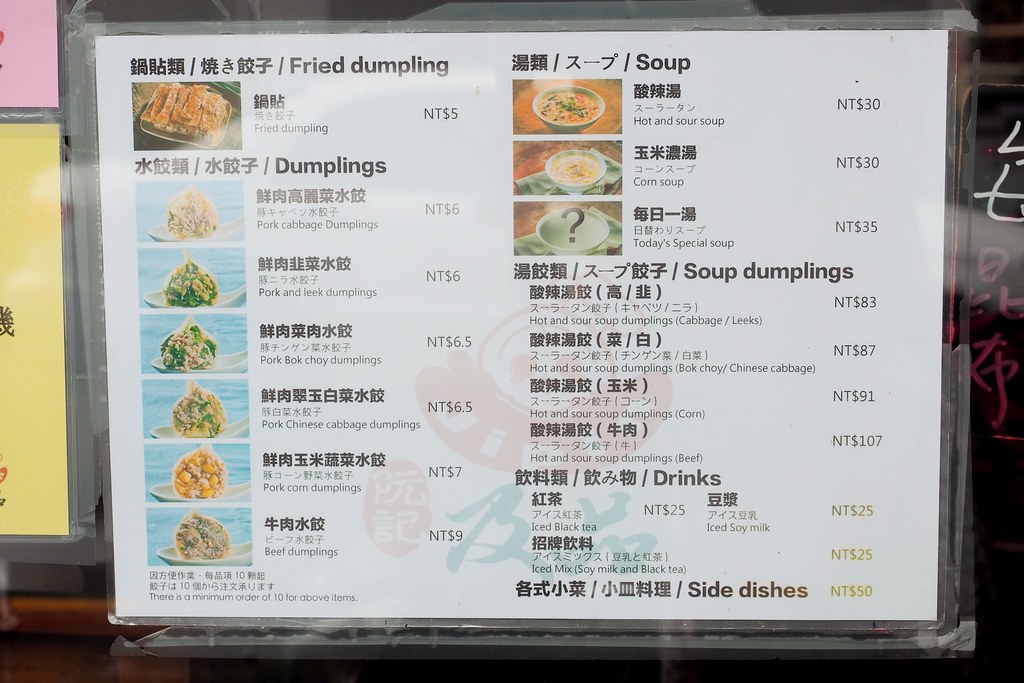 鍋貼類 / 焼き餃子 / Fried dumpling
鍋貼
焼き餃子
Fried dumpling
NT$5
水餃類 / 水餃子 / Dumplings
鮮肉高麗菜水餃
豚キャベツ水餃子
Pork cabbage Dumplings
NT$6
鮮肉韭菜水餃
豚ニラ水餃子
Pork and leek dumplings
NT$6
鮮肉菜肉水餃
豚チンゲン菜水餃子
Pork Bok choy dumplings
NT$6.5
鮮肉翠玉白菜水餃
豚白菜水餃子
Pork Chinese cabbage dumplings
NT$6.5
鮮肉玉米蔬菜水餃
豚コーン野菜水餃子
Pork corn dumplings
NT$7
牛肉水餃
ビーフ水餃子
Beef dumplings
NT$9
因方便作業，每品項 10 顆起
餃子は 10 個から注文承ります
There is a minimum order of 10 for above items.
湯類 / スープ / Soup
酸辣湯
スーラータン
Hot and sour soup
NT$30
玉米濃湯
コーンスープ
Corn soup
NT$30
?
每日一湯
日替わりスープ
Today's Special soup
NT$35
湯餃類 / スープ餃子 / Soup dumplings
酸辣湯餃 ( 高 / 韭 )
スーラータン餃子 ( キャベツ / ニラ )
Hot and sour soup dumplings (Cabbage / Leeks)
NT$83
酸辣湯餃 ( 菜 / 白 )
スーラータン餃子 ( チンゲン菜 / 白菜 )
Hot and sour soup dumplings (Bok choy/ Chinese cabbage)
NT$87
酸辣湯餃 ( 玉米 )
スーラータン餃子 ( コーン )
Hot and sour soup dumplings (Corn)
NT$91
酸辣湯餃 ( 牛肉 )
スーラータン餃子 ( 牛 )
Hot and sour soup dumplings (Beef)
NT$107
飲料類 / 飲み物 / Drinks
紅茶
アイス紅茶
Iced Black tea
NT$25
豆漿
アイス豆乳
Iced Soy milk
NT$25
招牌飲料
アイスミックス ( 豆乳と紅茶 )
Iced Mix (Soy milk and Black tea)
NT$25
各式小菜 / 小皿料理 / Side dishes
NT$50
阮記
及品
昆布